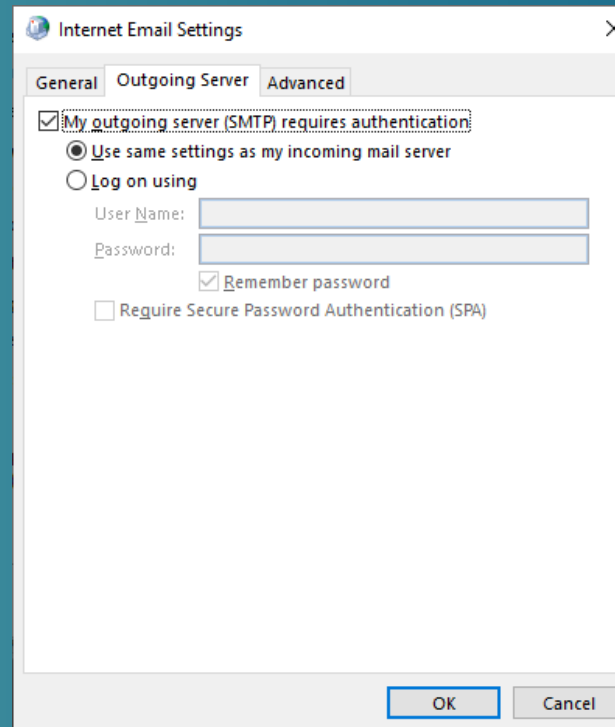 Internet Email Settings
General Outgoing Server Advanced
My outgoing server (SMTP) requires authentication
Use same settings as my incoming mail server
Log on using
User Name:
Password:
Remember password
Require Secure Password Authentication (SPA)
OK Cancel